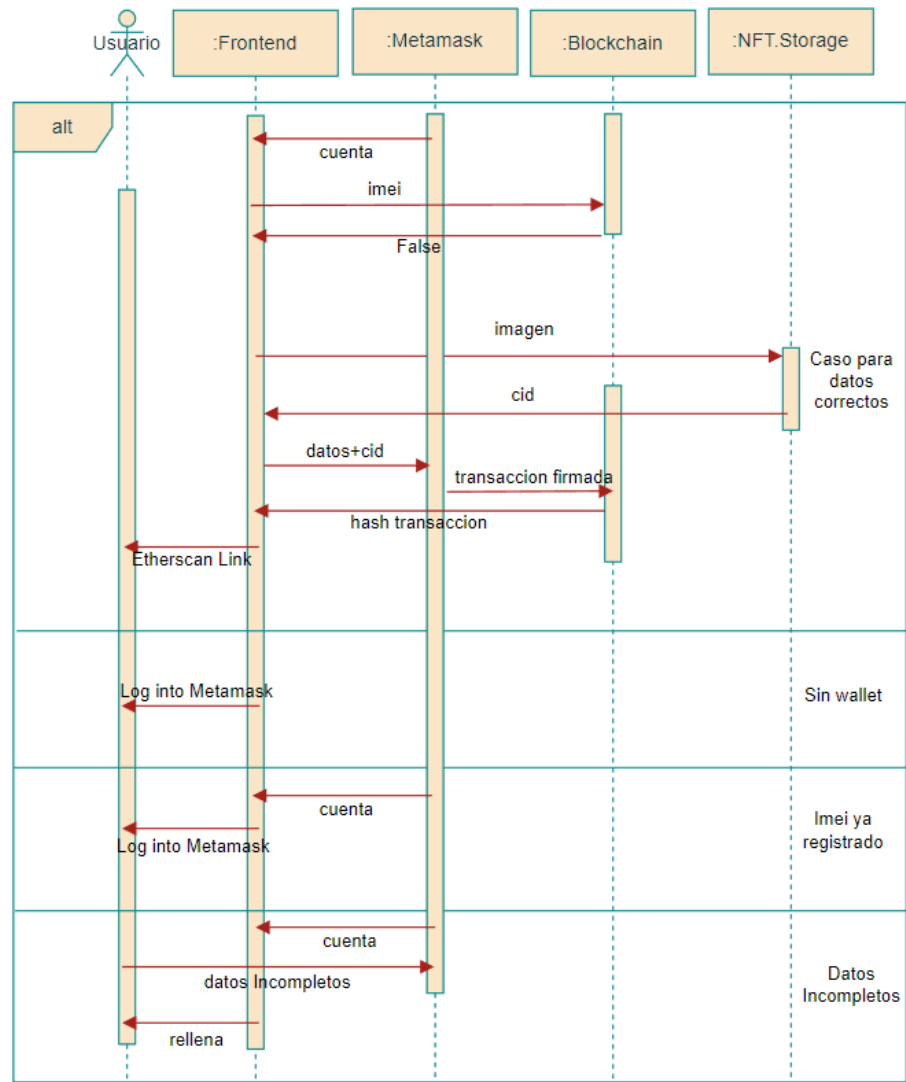 Usuario
:Frontend
:Metamask
:Blockchain
:NFT.Storage
alt
cuenta
imei
False
imagen
Caso para
datos
correctos
cid
datos+cid
transaccion firmada
hash transaccion
Etherscan Link
Log into Metamask
Sin wallet
cuenta
Imei ya
registrado
Log into Metamask
cuenta
datos Incompletos
Datos
Incompletos
rellena